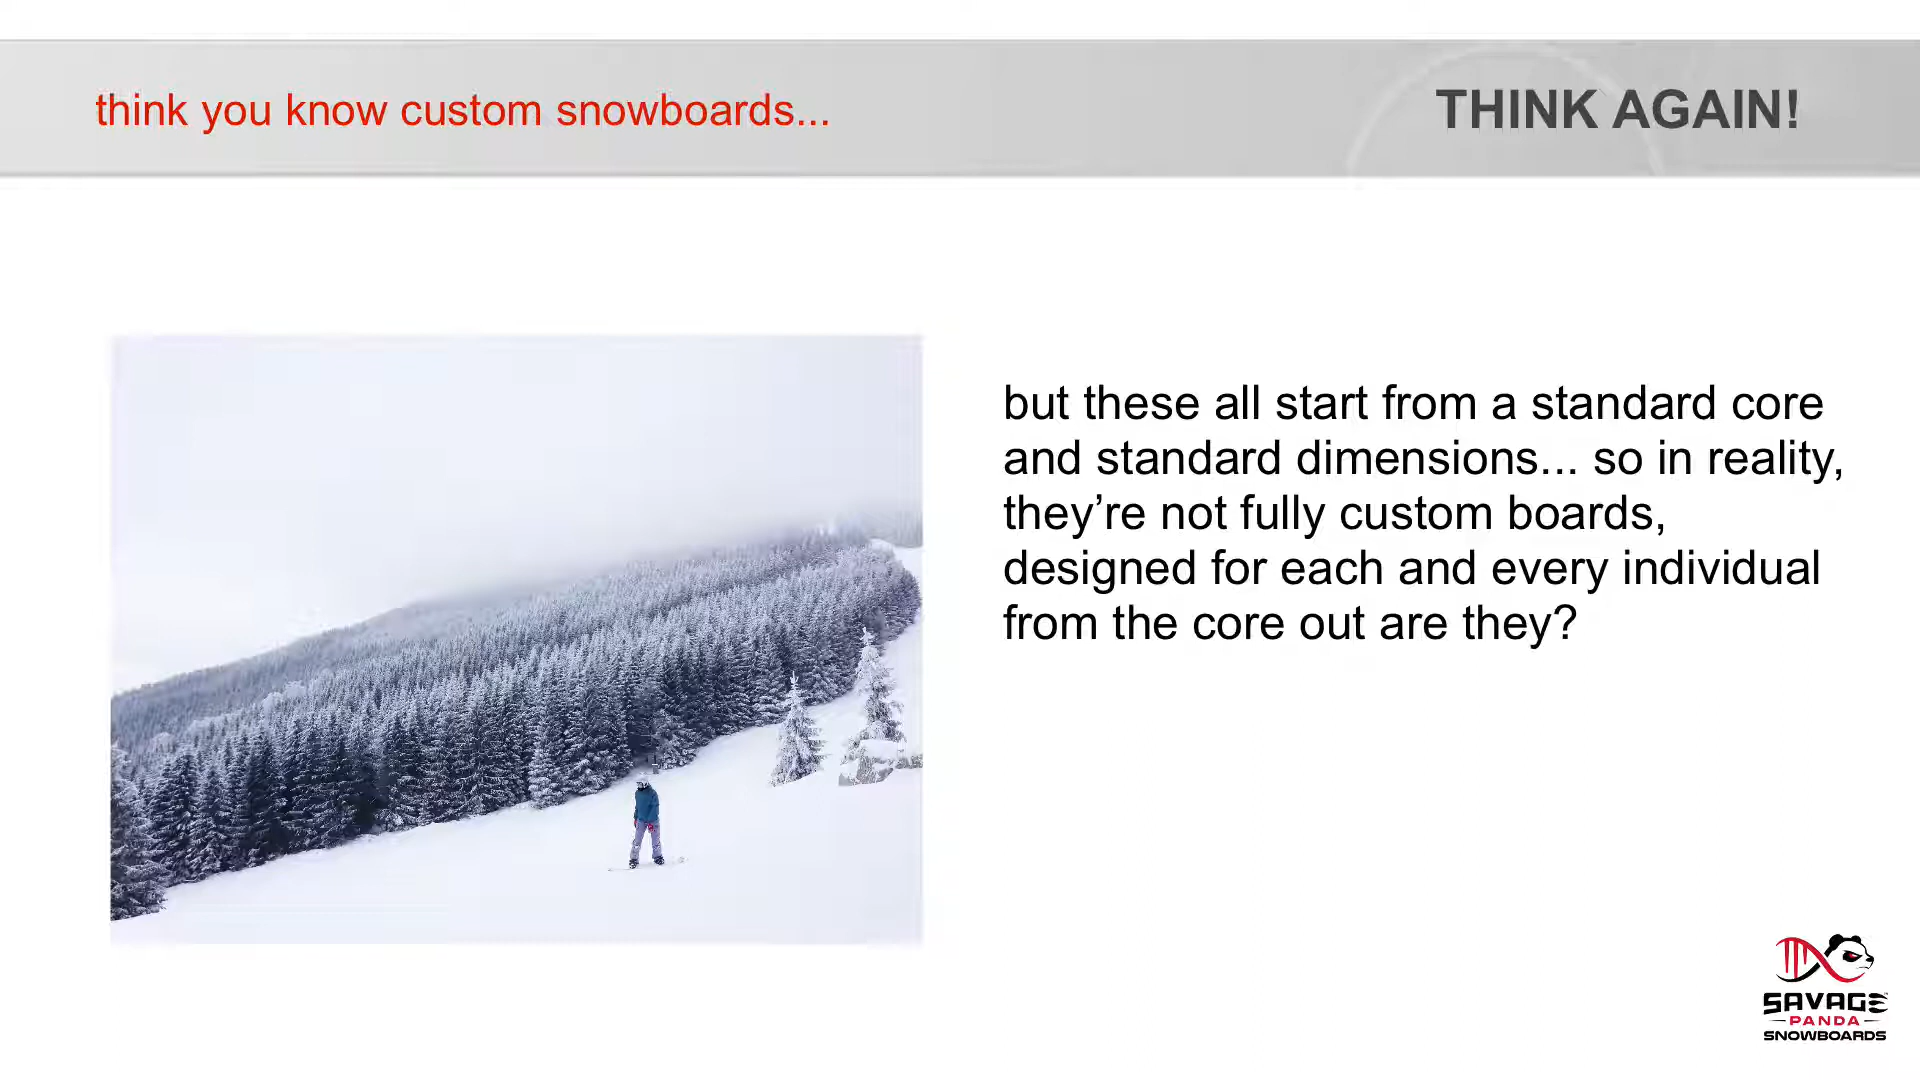 think you know custom snowboards...
THINK AGAIN!
but these all start from a standard core
and standard dimensions... so in reality,
they’re not fully custom boards,
designed for each and every individual
from the core out are they?
SAVAGE
PANDA
SNOWBOARDS